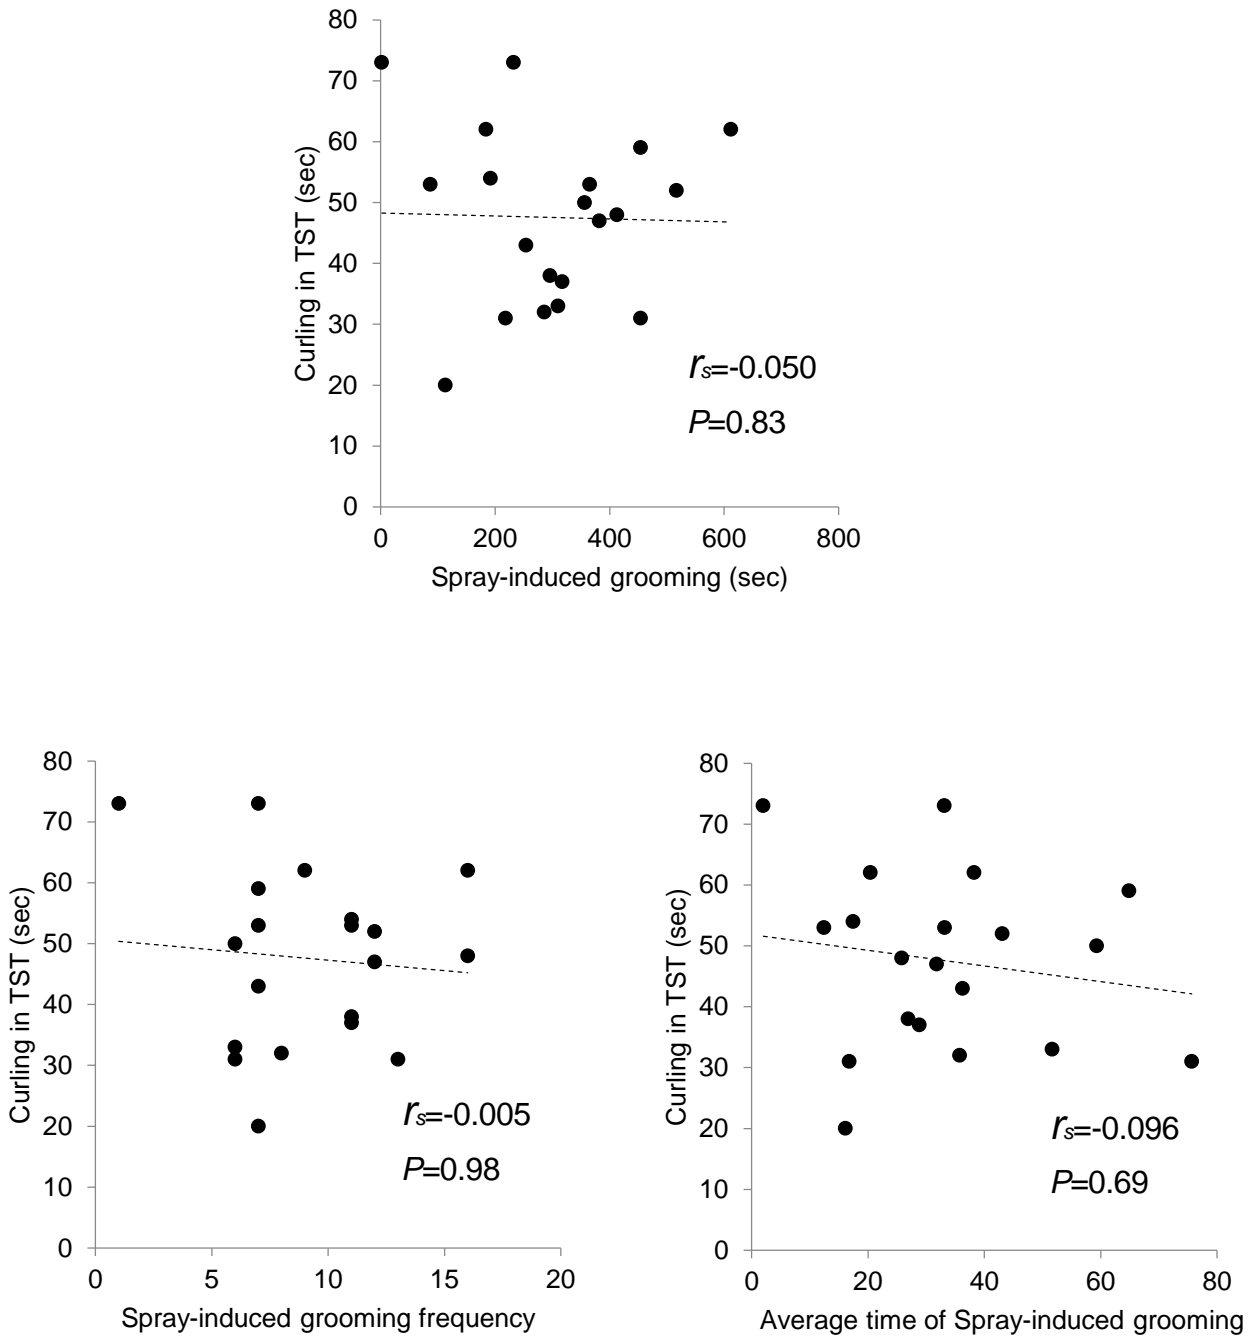 80
70
60
50
40
30
20
10
0
Curling in TST (sec)
rs=-0.050
P=0.83
0 200 400 600 800
Spray-induced grooming (sec)
80
70
60
50
40
30
20
10
0
Curling in TST (sec)
rs=-0.005
P=0.98
0 5 10 15 20
Spray-induced grooming frequency
80
70
60
50
40
30
20
10
0
Curling in TST (sec)
rs=-0.096
P=0.69
0 20 40 60 80
Average time of Spray-induced grooming